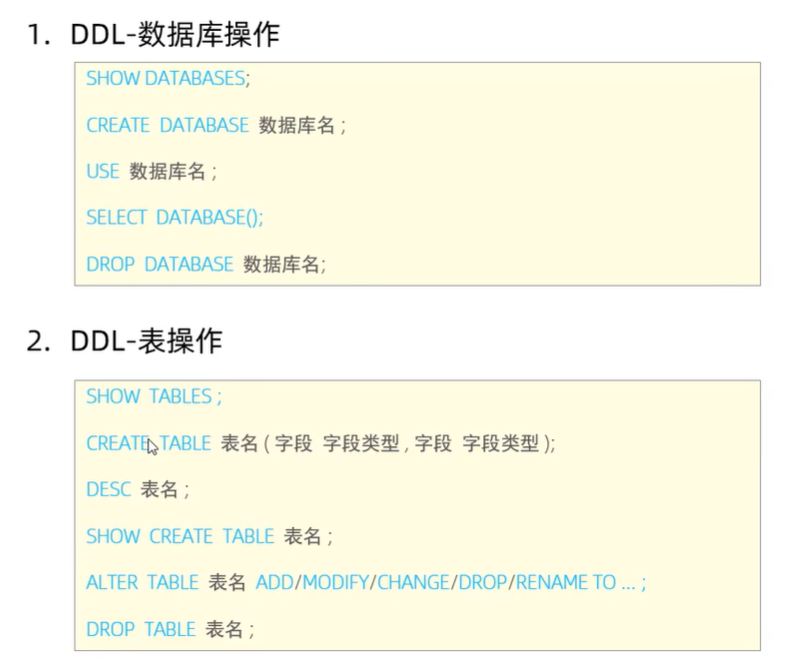 1. DDL-数据库操作
SHOW DATABASES;
CREATE DATABASE 数据库名 ;
USE 数据库名 ;
SELECT DATABASE();
DROP DATABASE 数据库名;
2. DDL-表操作
SHOW TABLES ;
CREATE TABLE 表名 ( 字段 字段类型 , 字段 字段类型 );
DESC 表名 ;
SHOW CREATE TABLE 表名 ;
ALTER TABLE 表名 ADD/MODIFY/CHANGE/DROP/RENAME TO ... ;
DROP TABLE 表名 ;